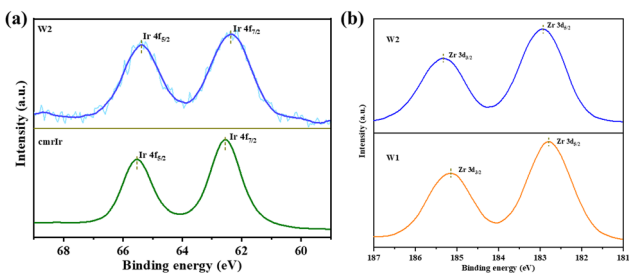 (a)
W2
Ir 4f5/2
Ir 4f7/2
cmrIr
Ir 4f5/2
Ir 4f7/2
Intensity (a.u.)
68 66 64 62 60
Binding energy (eV)
(b)
W2
Zr 3d3/2
Zr 3d5/2
W1
Zr 3d3/2
Zr 3d5/2
Intensity (a.u.)
187 186 185 184 183 182 181
Binding energy (eV)